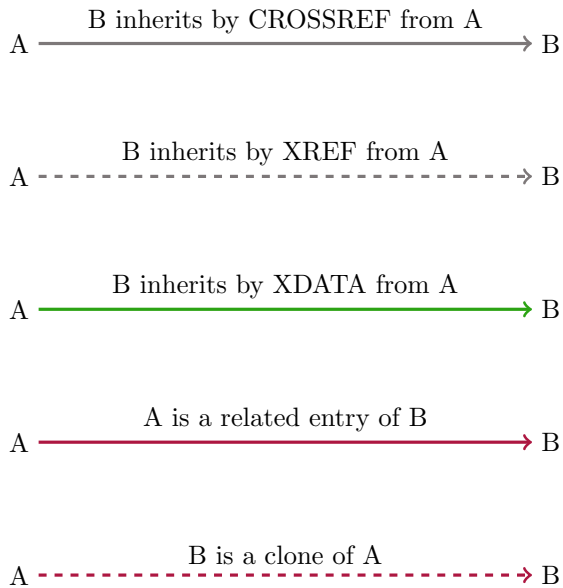 B inherits by CROSSREF from A
A B
B inherits by XREF from A
A B
B inherits by XDATA from A
A B
A is a related entry of B
A B
B is a clone of A
A B